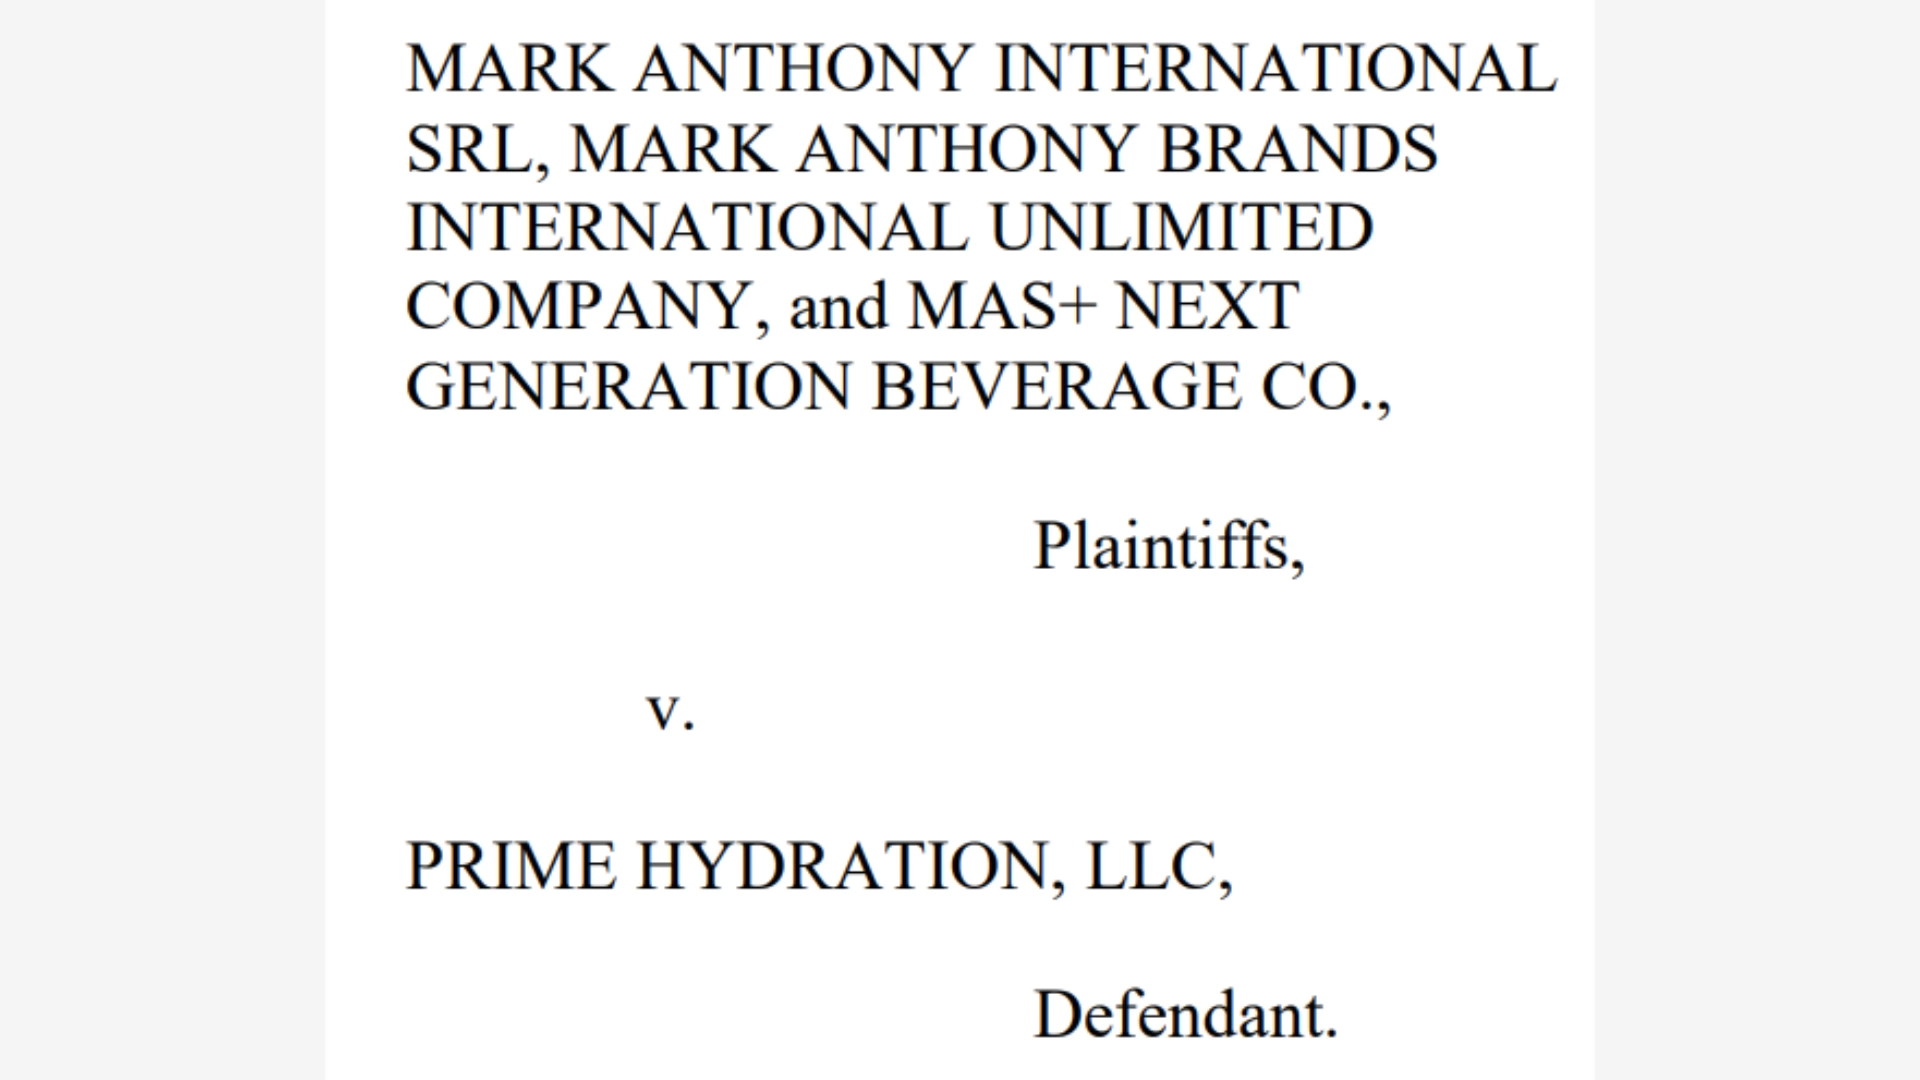 MARK ANTHONY INTERNATIONAL
SRL, MARK ANTHONY BRANDS
INTERNATIONAL UNLIMITED
COMPANY, and MAS+ NEXT
GENERATION BEVERAGE CO.,
Plaintiffs,
v.
PRIME HYDRATION, LLC,
Defendant.